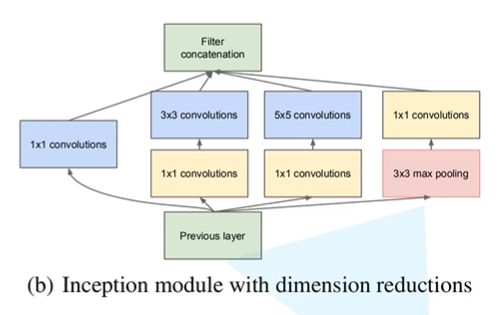 Filter
concatenation
3x3 convolutions
5x5 convolutions
1x1 convolutions
1x1 convolutions
1x1 convolutions
1x1 convolutions
3x3 max pooling
Previous layer
(b) Inception module with dimension reductions